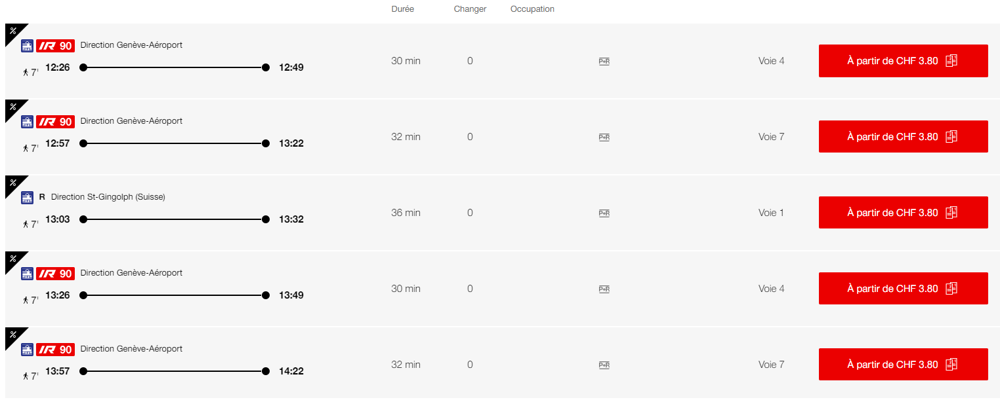 Durée Changer Occupation
%
IR 90 Direction Genève-Aéroport
7' 12:26 12:49 30 min 0 P+R Voie 4 À partir de CHF 3.80
%
IR 90 Direction Genève-Aéroport
7' 12:57 13:22 32 min 0 P+R Voie 7 À partir de CHF 3.80
%
R Direction St-Gingolph (Suisse)
7' 13:03 13:32 36 min 0 P+R Voie 1 À partir de CHF 3.80
%
IR 90 Direction Genève-Aéroport
7' 13:26 13:49 30 min 0 P+R Voie 4 À partir de CHF 3.80
%
IR 90 Direction Genève-Aéroport
7' 13:57 14:22 32 min 0 P+R Voie 7 À partir de CHF 3.80